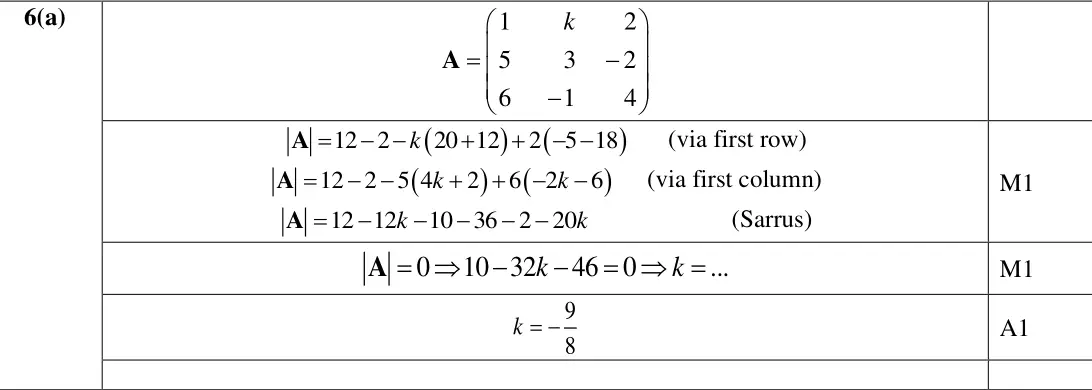 6(a)
A = (1 k 2
5 3 −2
6 −1 4)
|A| = 12 − 2 − k(20 + 12) + 2(−5 − 18) (via first row)
|A| = 12 − 2 − 5(4k + 2) + 6(−2k − 6) (via first column)
|A| = 12 − 12k − 10 − 36 − 2 − 20k (Sarrus)
M1
|A| = 0 ⇒ 10 − 32k − 46 = 0 ⇒ k = ... M1
k = −9/8 A1